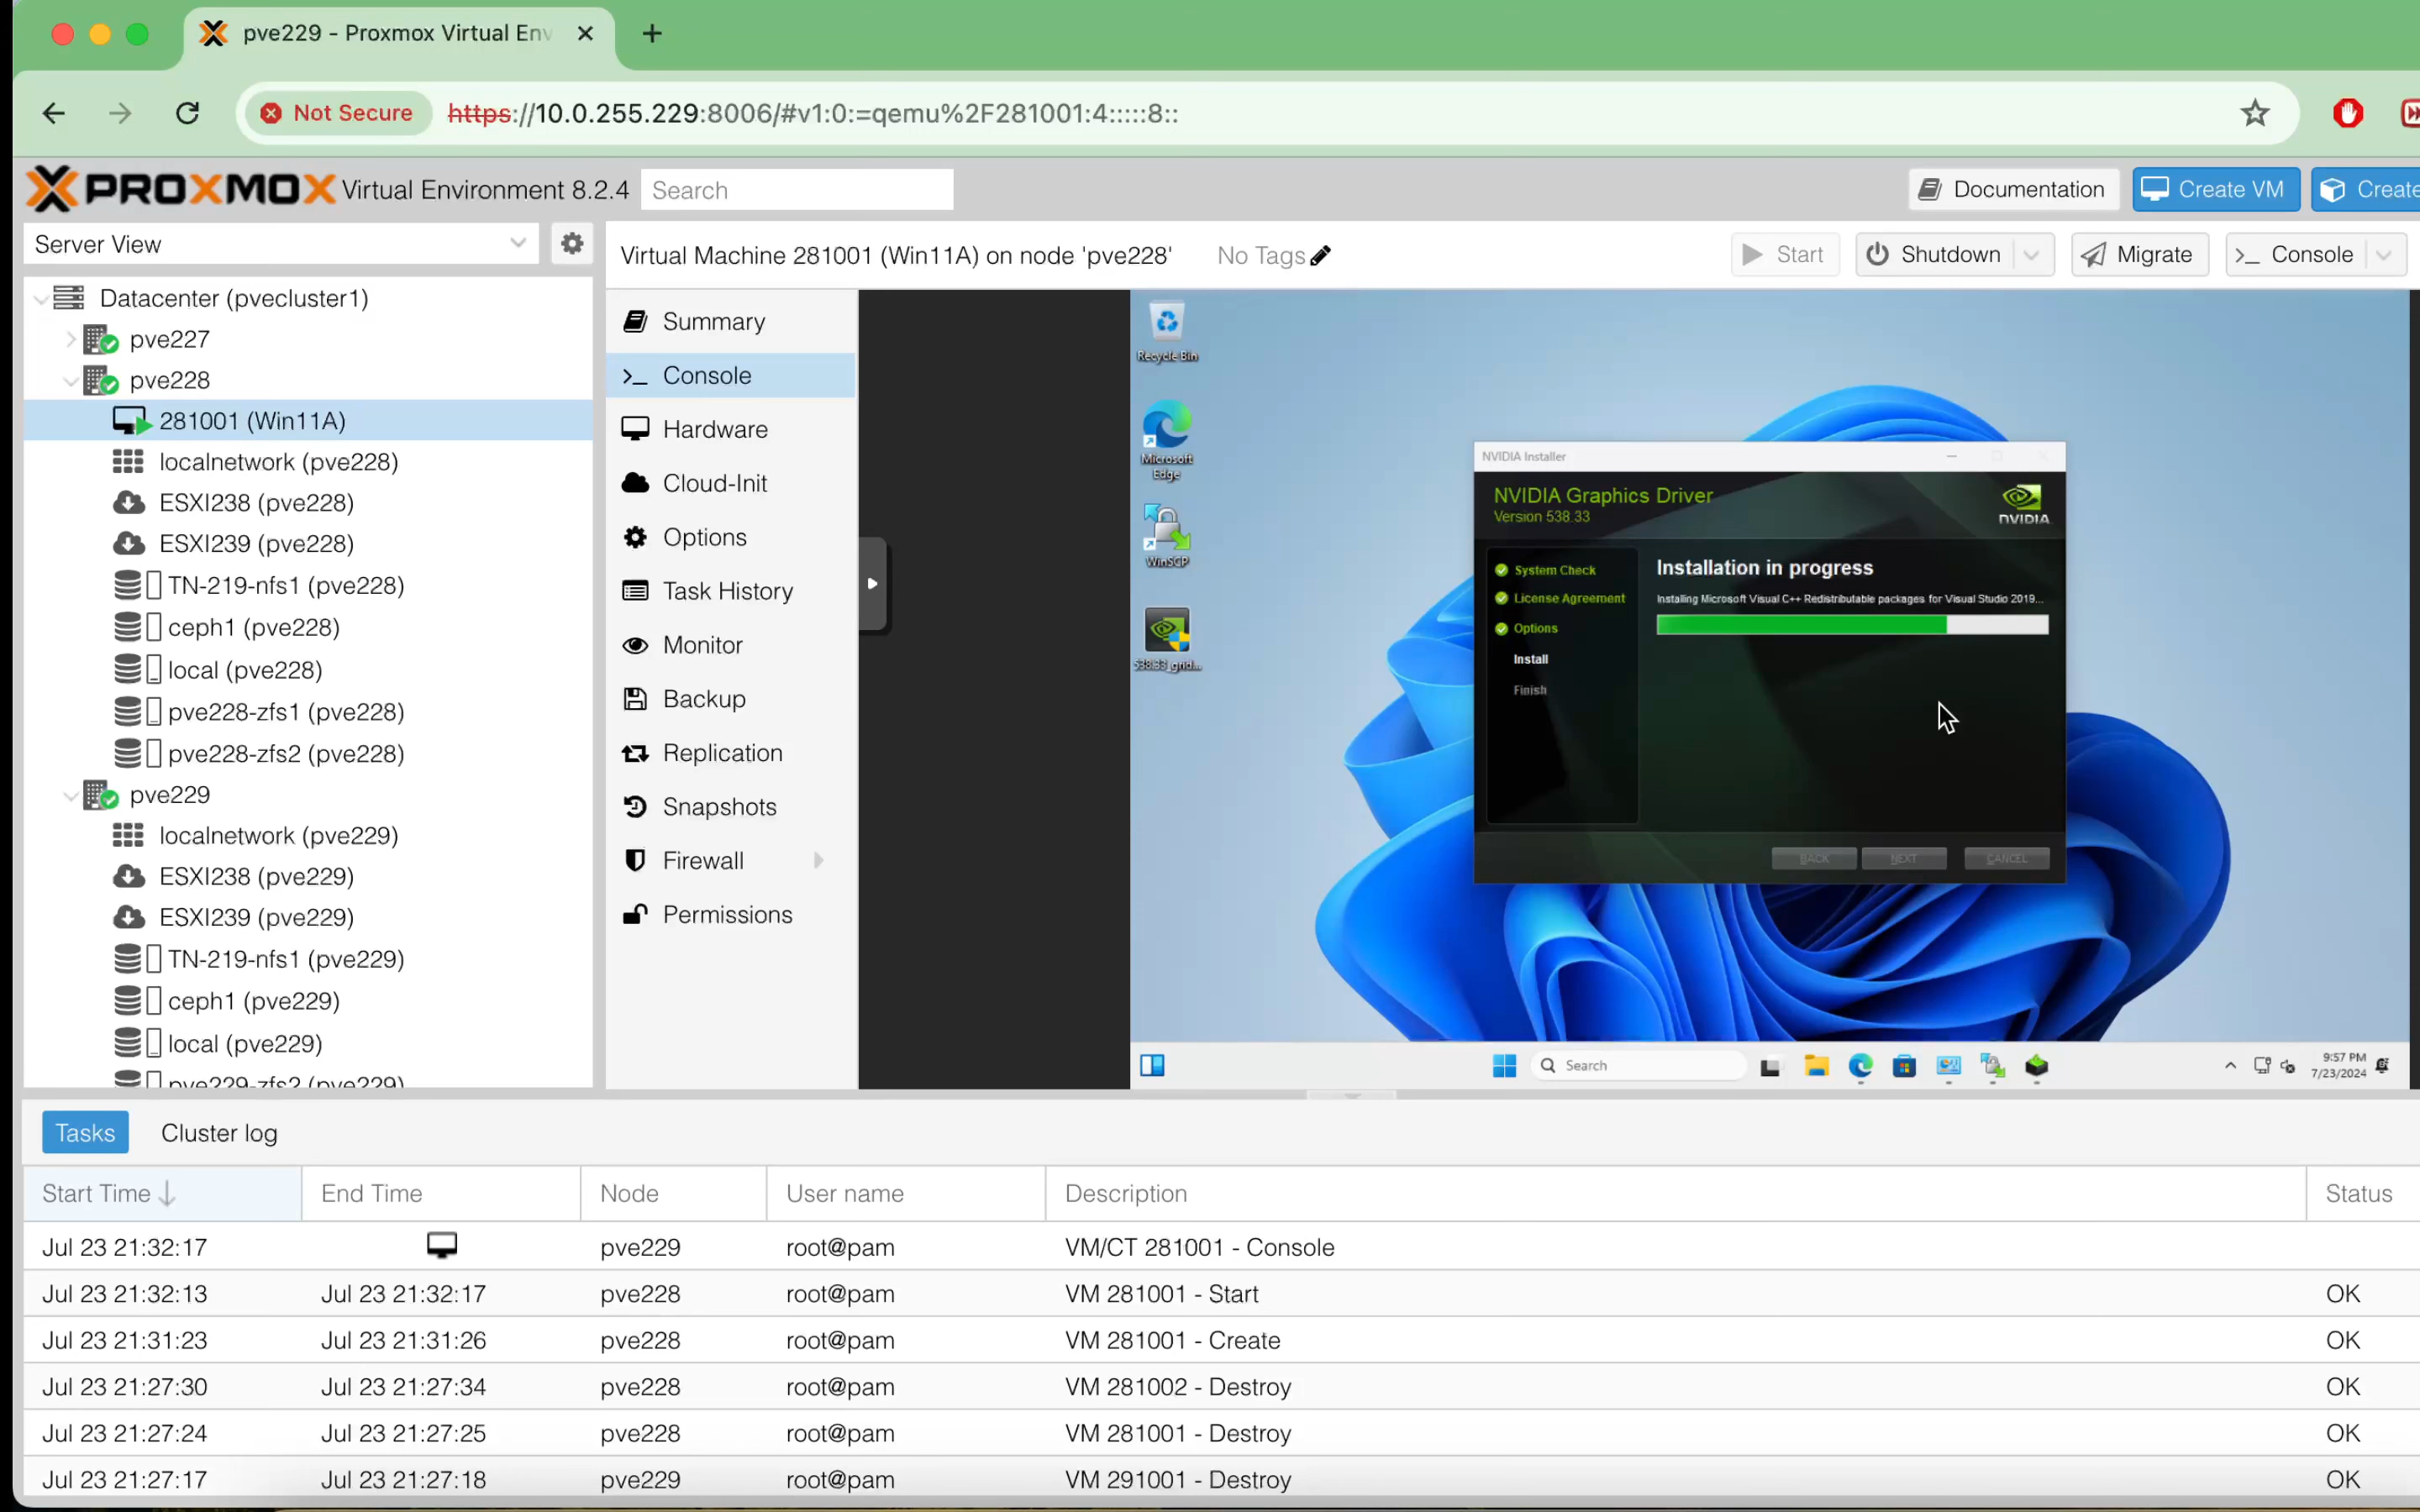 pve229 - Proxmox Virtual Env
Not Secure https://10.0.255.229:8006/#v1:0:=qemu%2F281001:4:::::8::
PROXMOX Virtual Environment 8.2.4 Search Documentation Create VM Create
Server View
Virtual Machine 281001 (Win11A) on node 'pve228' No Tags Start Shutdown Migrate Console
Datacenter (pvecluster1)
pve227
pve228
281001 (Win11A)
localnetwork (pve228)
ESXI238 (pve228)
ESXI239 (pve228)
TN-219-nfs1 (pve228)
ceph1 (pve228)
local (pve228)
pve228-zfs1 (pve228)
pve228-zfs2 (pve228)
pve229
localnetwork (pve229)
ESXI238 (pve229)
ESXI239 (pve229)
TN-219-nfs1 (pve229)
ceph1 (pve229)
local (pve229)
pve229-zfs2 (pve229)
Summary
Console
Hardware
Cloud-Init
Options
Task History
Monitor
Backup
Replication
Snapshots
Firewall
Permissions
Recycle Bin
Microsoft
Edge
WinSCP
538.33_grid...
NVIDIA Installer
NVIDIA Graphics Driver
Version 538.33
NVIDIA
System Check
License Agreement
Options
Install
Finish
Installation in progress
Installing Microsoft Visual C++ Redistributable packages for Visual Studio 2019...
BACK NEXT CANCEL
Search
9:57 PM
7/23/2024
Tasks Cluster log
Start Time End Time Node User name Description Status
Jul 23 21:32:17 pve229 root@pam VM/CT 281001 - Console
Jul 23 21:32:13 Jul 23 21:32:17 pve228 root@pam VM 281001 - Start OK
Jul 23 21:31:23 Jul 23 21:31:26 pve228 root@pam VM 281001 - Create OK
Jul 23 21:27:30 Jul 23 21:27:34 pve228 root@pam VM 281002 - Destroy OK
Jul 23 21:27:24 Jul 23 21:27:25 pve228 root@pam VM 281001 - Destroy OK
Jul 23 21:27:17 Jul 23 21:27:18 pve229 root@pam VM 291001 - Destroy OK